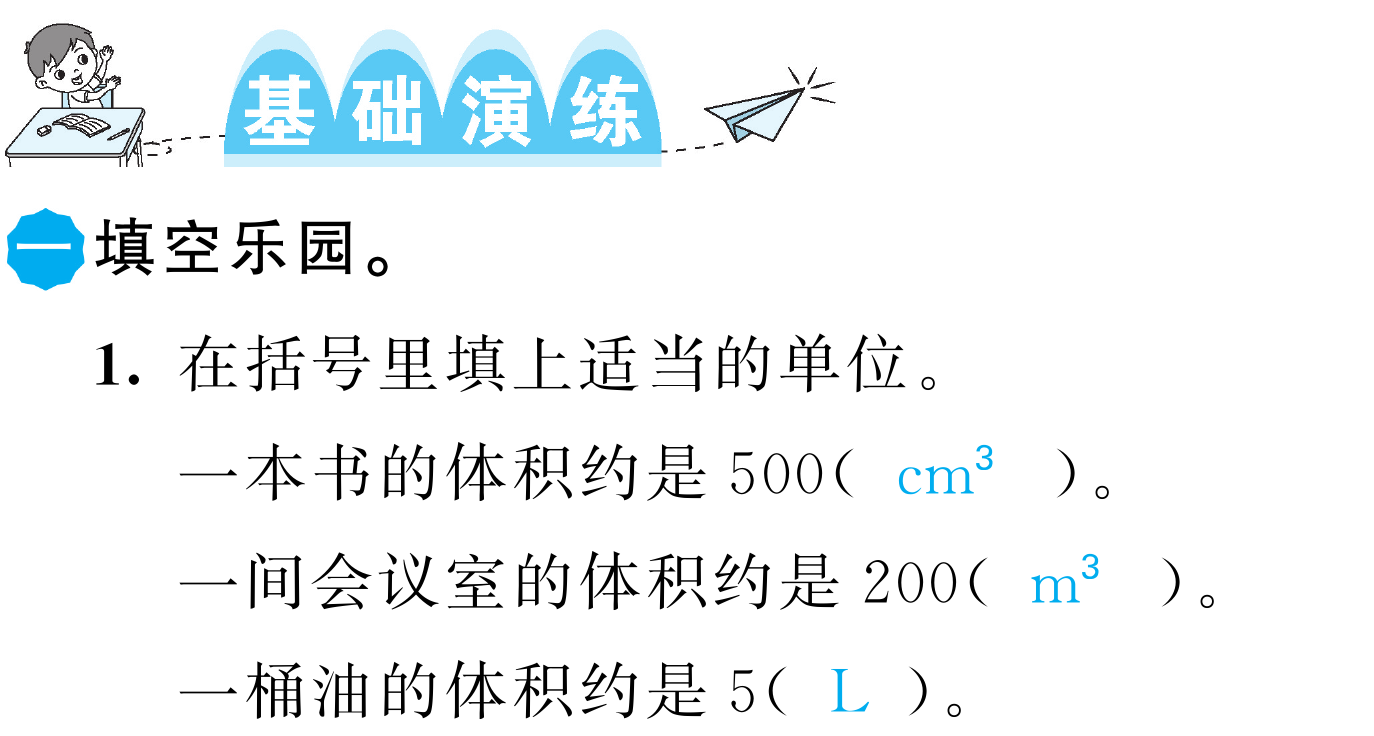 基础演练
一 填空乐园。
1. 在括号里填上适当的单位。
一本书的体积约是 500( cm³ )。
一间会议室的体积约是 200( m³ )。
一桶油的体积约是 5( L )。